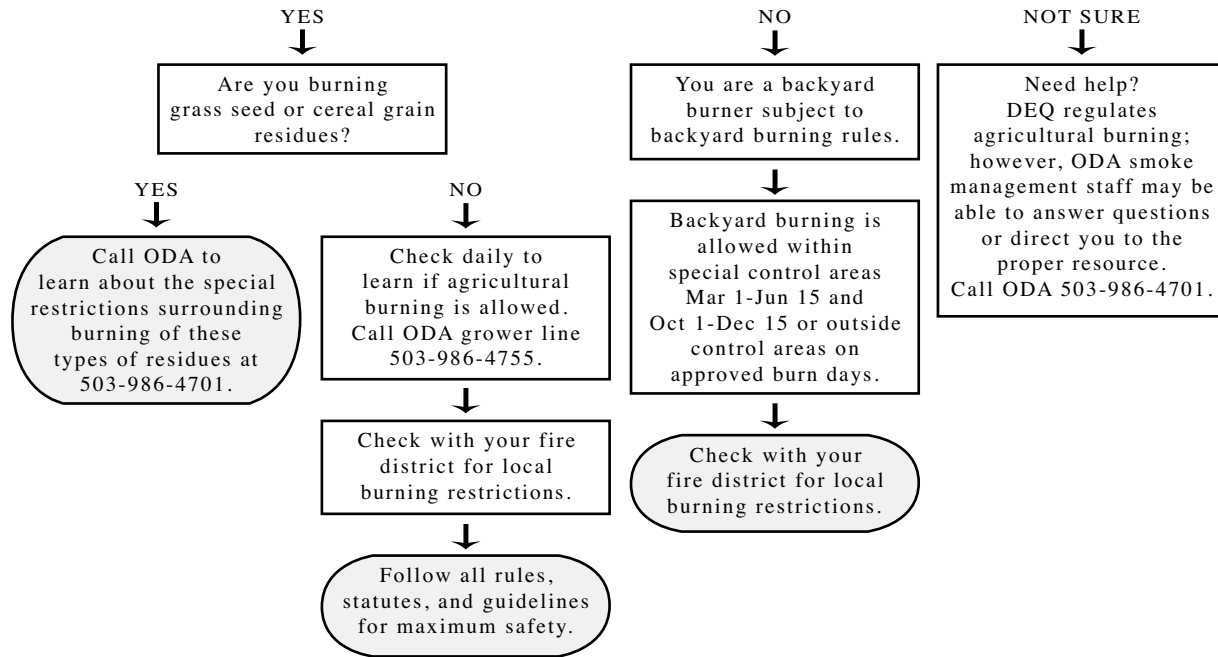 YES
Are you burning
grass seed or cereal grain
residues?
YES
Call ODA to
learn about the special
restrictions surrounding
burning of these
types of residues at
503-986-4701.
NO
Check daily to
learn if agricultural
burning is allowed.
Call ODA grower line
503-986-4755.
Check with your fire
district for local
burning restrictions.
Follow all rules,
statutes, and guidelines
for maximum safety.
NO
You are a backyard
burner subject to
backyard burning rules.
Backyard burning is
allowed within
special control areas
Mar 1-Jun 15 and
Oct 1-Dec 15 or outside
control areas on
approved burn days.
Check with your
fire district for local
burning restrictions.
NOT SURE
Need help?
DEQ regulates
agricultural burning;
however, ODA smoke
management staff may be
able to answer questions
or direct you to the
proper resource.
Call ODA 503-986-4701.